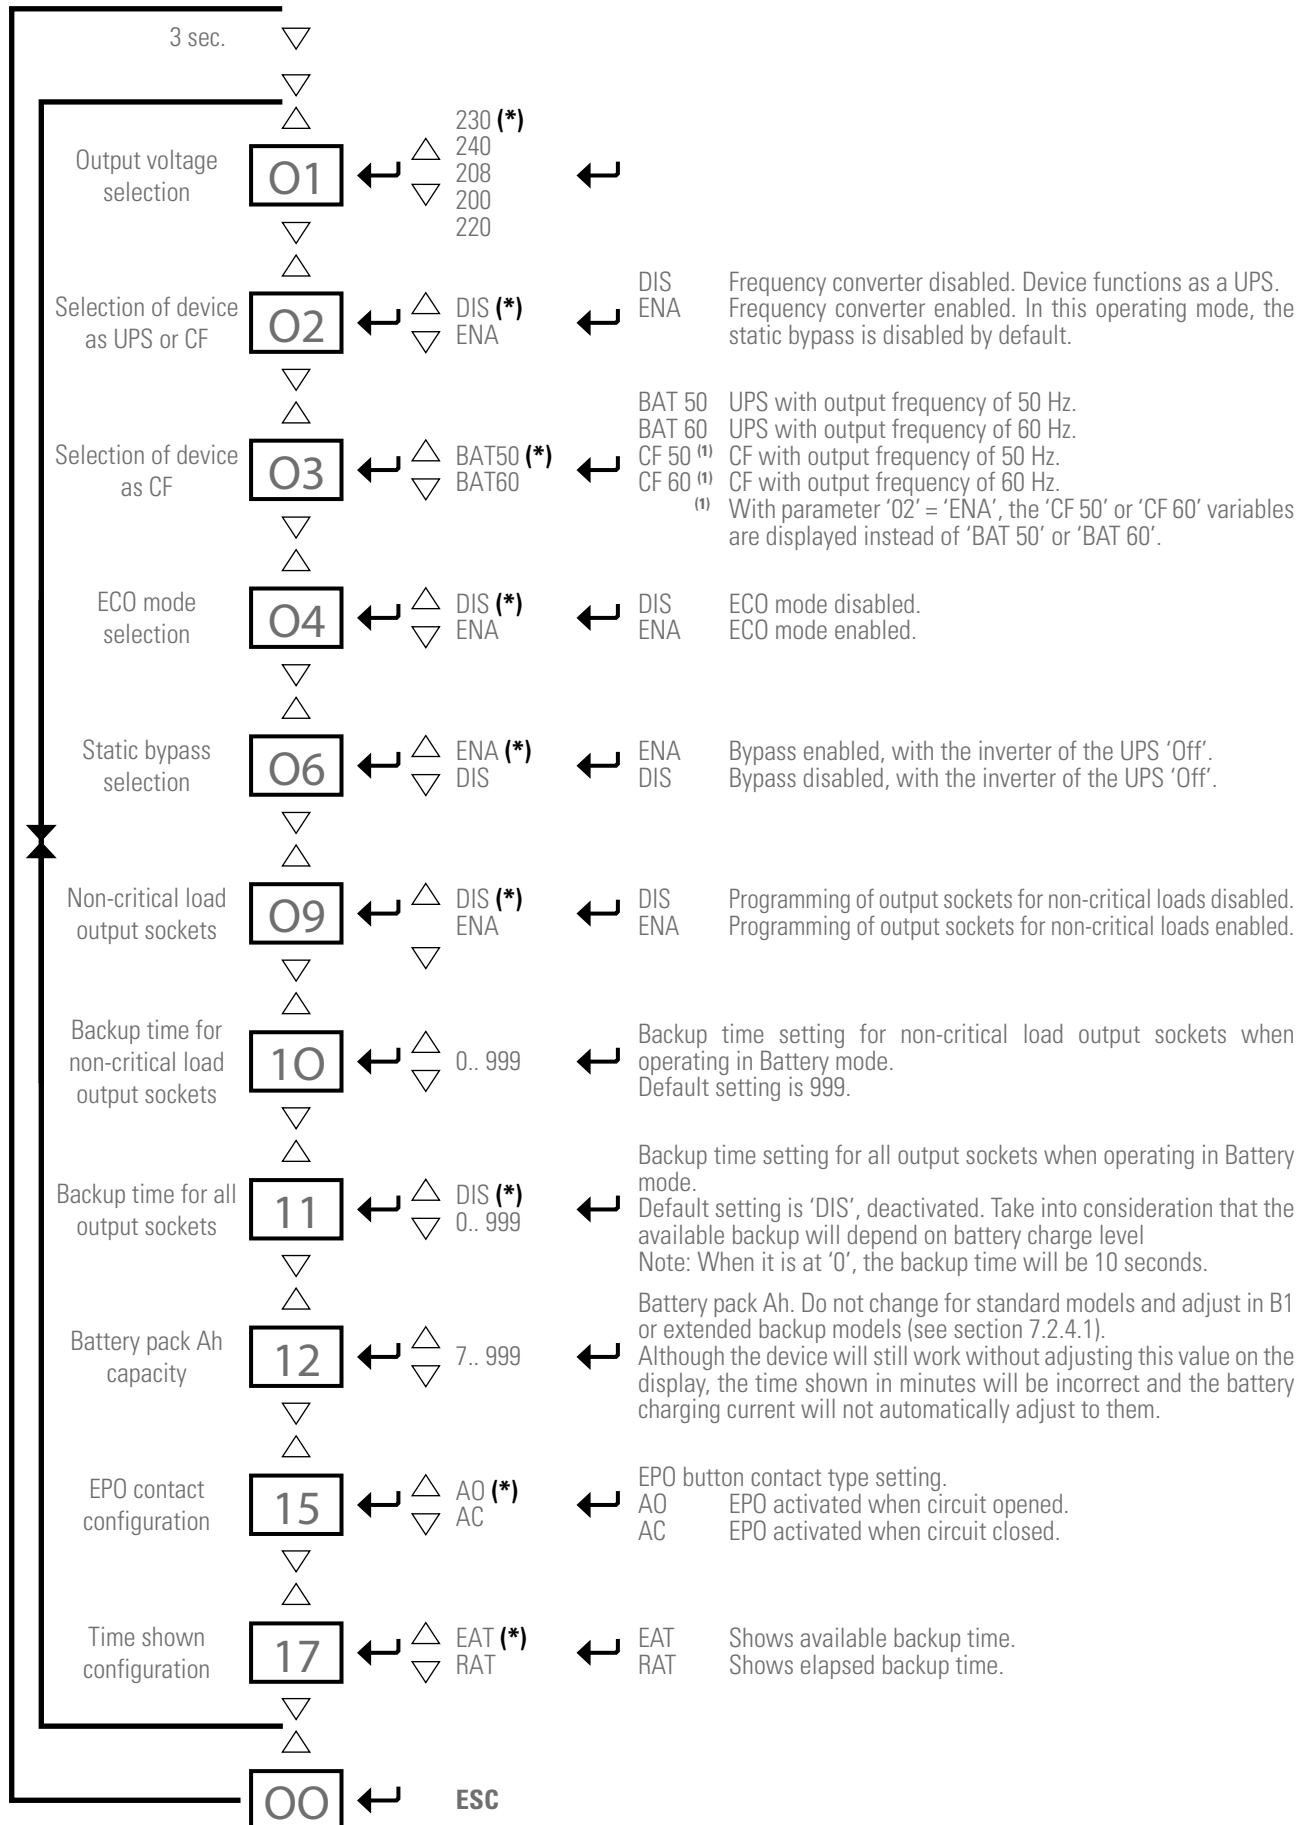 3 sec.
Output voltage
selection
01
230 (*)
240
208
200
220
Selection of device
as UPS or CF
02
DIS (*)
ENA
DIS Frequency converter disabled. Device functions as a UPS.
ENA Frequency converter enabled. In this operating mode, the
static bypass is disabled by default.
Selection of device
as CF
03
BAT50 (*)
BAT60
BAT 50 UPS with output frequency of 50 Hz.
BAT 60 UPS with output frequency of 60 Hz.
CF 50 (1) CF with output frequency of 50 Hz.
CF 60 (1) CF with output frequency of 60 Hz.
(1) With parameter ‘02’ = ‘ENA’, the ‘CF 50’ or ‘CF 60’ variables
are displayed instead of ‘BAT 50’ or ‘BAT 60’.
ECO mode
selection
04
DIS (*)
ENA
DIS ECO mode disabled.
ENA ECO mode enabled.
Static bypass
selection
06
ENA (*)
DIS
ENA Bypass enabled, with the inverter of the UPS ‘Off’.
DIS Bypass disabled, with the inverter of the UPS ‘Off’.
Non-critical load
output sockets
09
DIS (*)
ENA
DIS Programming of output sockets for non-critical loads disabled.
ENA Programming of output sockets for non-critical loads enabled.
Backup time for
non-critical load
output sockets
10
0.. 999
Backup time setting for non-critical load output sockets when
operating in Battery mode.
Default setting is 999.
Backup time for all
output sockets
11
DIS (*)
0.. 999
Backup time setting for all output sockets when operating in Battery
mode.
Default setting is ‘DIS’, deactivated. Take into consideration that the
available backup will depend on battery charge level
Note: When it is at ‘0’, the backup time will be 10 seconds.
Battery pack Ah
capacity
12
7.. 999
Battery pack Ah. Do not change for standard models and adjust in B1
or extended backup models (see section 7.2.4.1).
Although the device will still work without adjusting this value on the
display, the time shown in minutes will be incorrect and the battery
charging current will not automatically adjust to them.
EPO contact
configuration
15
AO (*)
AC
EPO button contact type setting.
AO EPO activated when circuit opened.
AC EPO activated when circuit closed.
Time shown
configuration
17
EAT (*)
RAT
EAT Shows available backup time.
RAT Shows elapsed backup time.
00
ESC